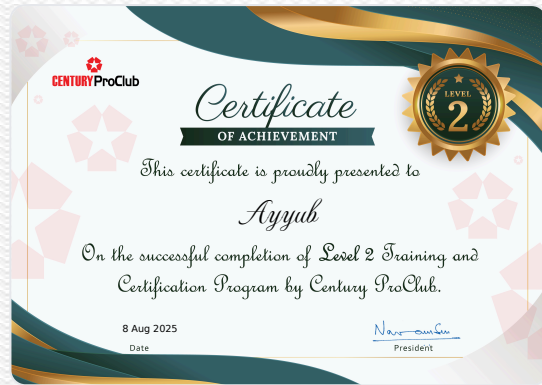 CENTURY ProClub
Certificate
OF ACHIEVEMENT
LEVEL
2
This certificate is proudly presented to
Ayyub
On the successful completion of Level 2 Training and
Certification Program by Century ProClub.
8 Aug 2025
Date
President